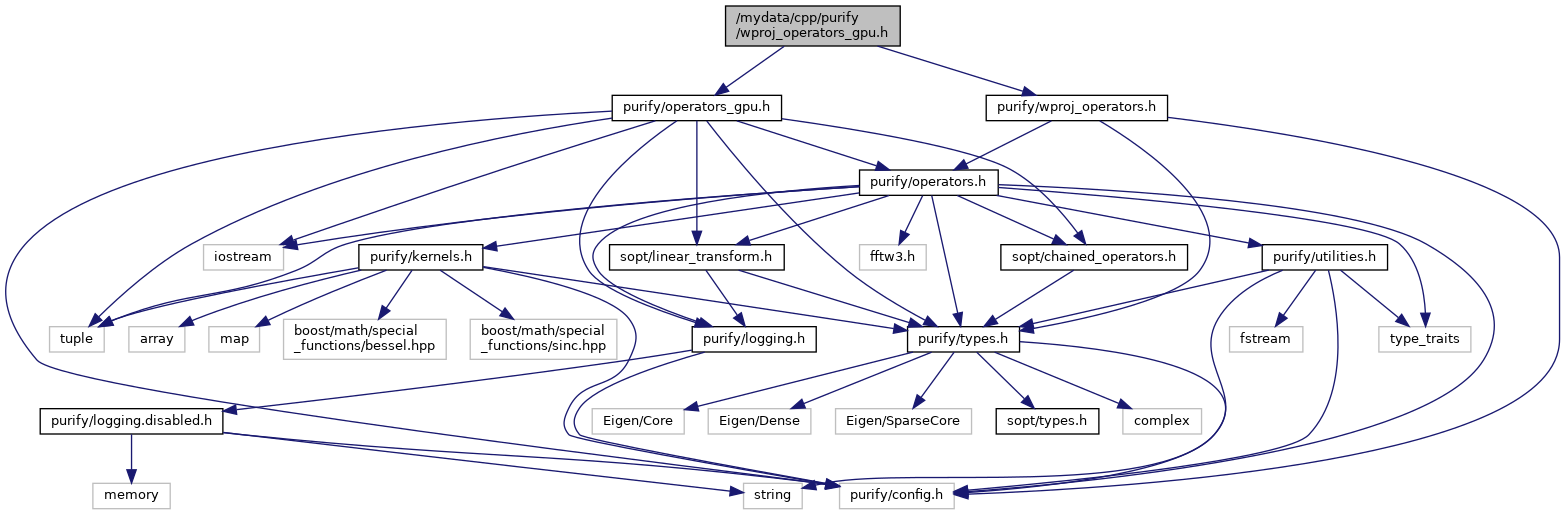 /mydata/cpp/purify
/wproj_operators_gpu.h
purify/operators_gpu.h
purify/wproj_operators.h
purify/operators.h
iostream
purify/kernels.h
sopt/linear_transform.h
fftw3.h
sopt/chained_operators.h
purify/utilities.h
tuple
array
map
boost/math/special
_functions/bessel.hpp
boost/math/special
_functions/sinc.hpp
purify/logging.h
purify/types.h
fstream
type_traits
purify/logging.disabled.h
Eigen/Core
Eigen/Dense
Eigen/SparseCore
sopt/types.h
complex
memory
string
purify/config.h